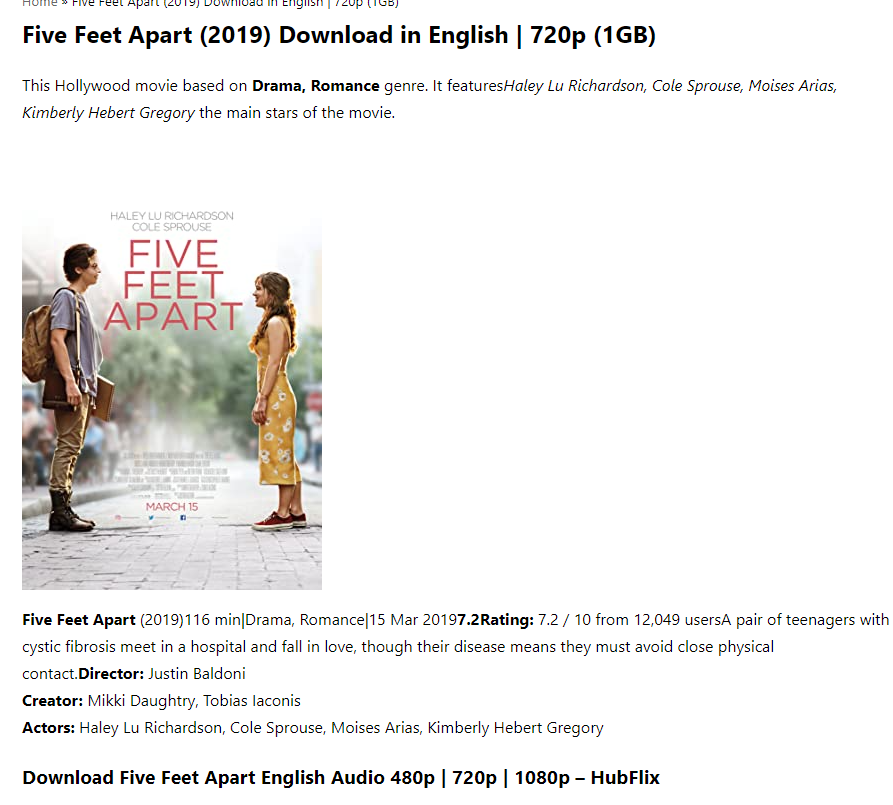 Home » Five Feet Apart (2019) Download in English | 720p (1GB)
Five Feet Apart (2019) Download in English | 720p (1GB)
This Hollywood movie based on Drama, Romance genre. It featuresHaley Lu Richardson, Cole Sprouse, Moises Arias,
Kimberly Hebert Gregory the main stars of the movie.
HALEY LU RICHARDSON
COLE SPROUSE
FIVE
FEET
APART
MARCH 15
Five Feet Apart (2019)116 min|Drama, Romance|15 Mar 20197.2Rating: 7.2 / 10 from 12,049 usersA pair of teenagers with
cystic fibrosis meet in a hospital and fall in love, though their disease means they must avoid close physical
contact.Director: Justin Baldoni
Creator: Mikki Daughtry, Tobias Iaconis
Actors: Haley Lu Richardson, Cole Sprouse, Moises Arias, Kimberly Hebert Gregory
Download Five Feet Apart English Audio 480p | 720p | 1080p – HubFlix